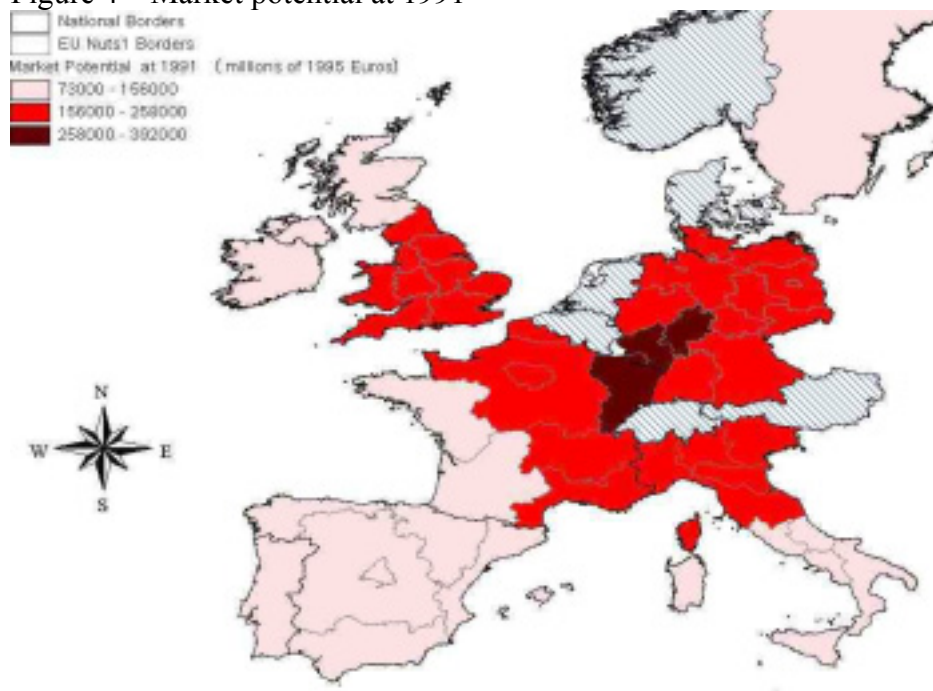 Figure 4 – Market potential at 1991
National Borders
EU Nuts1 Borders
Market Potential at 1991 (millions of 1995 Euros)
73000 - 156000
156000 - 258000
258000 - 392000
N
W
E
S